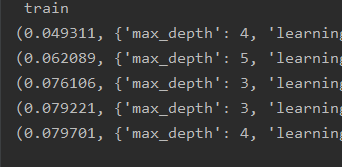 train
(0.049311, {'max_depth': 4, 'learning
(0.062089, {'max_depth': 5, 'learning
(0.076106, {'max_depth': 3, 'learning
(0.079221, {'max_depth': 3, 'learning
(0.079701, {'max_depth': 4, 'learning